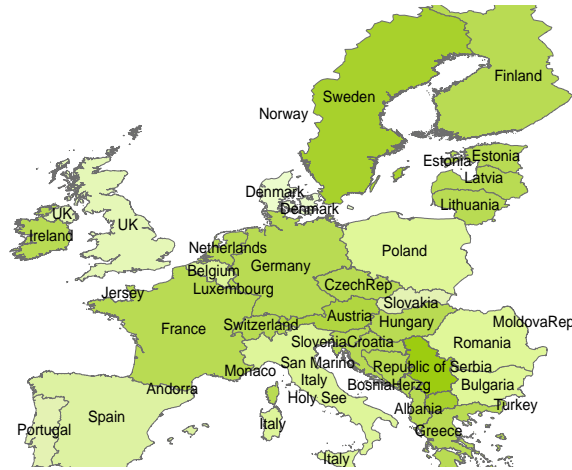 Finland
Sweden
Norway
Estonia
Estonia
Latvia
Denmark
Lithuania
Denmark
UK
UK
Ireland
Netherlands
Poland
Germany
Belgium
CzechRep
Luxembourg
Jersey
Slovakia
Austria
Hungary
MoldovaRep
France
Switzerland
Romania
SloveniaCroatia
San Marino
Republic of Serbia
Monaco
Italy
BosniaHerzg
Bulgaria
Andorra
Holy See
Turkey
Albania
Spain
Italy
Portugal
Greece
Italy